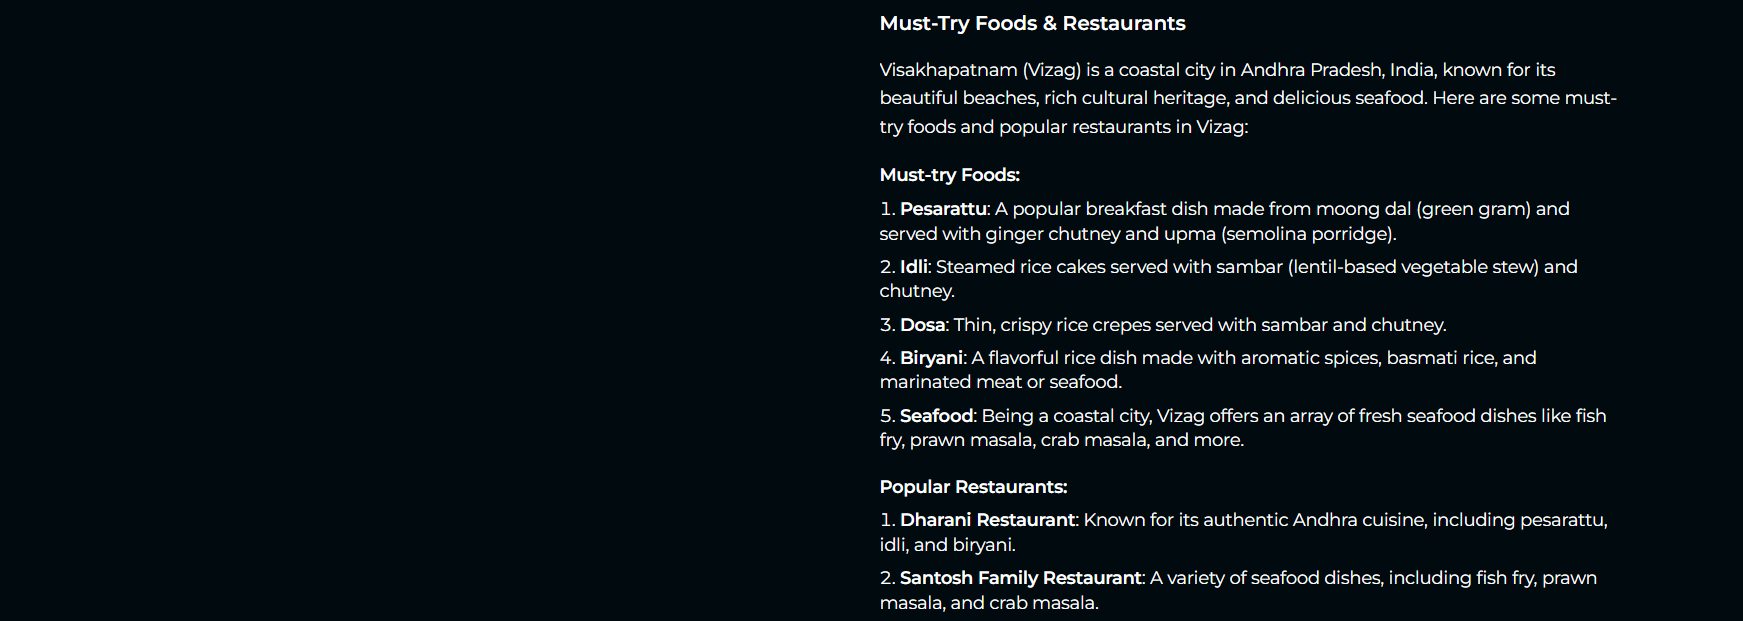 Must-Try Foods & Restaurants
Visakhapatnam (Vizag) is a coastal city in Andhra Pradesh, India, known for its
beautiful beaches, rich cultural heritage, and delicious seafood. Here are some must-
try foods and popular restaurants in Vizag:
Must-try Foods:
1. Pesarattu: A popular breakfast dish made from moong dal (green gram) and
served with ginger chutney and upma (semolina porridge).
2. Idli: Steamed rice cakes served with sambar (lentil-based vegetable stew) and
chutney.
3. Dosa: Thin, crispy rice crepes served with sambar and chutney.
4. Biryani: A flavorful rice dish made with aromatic spices, basmati rice, and
marinated meat or seafood.
5. Seafood: Being a coastal city, Vizag offers an array of fresh seafood dishes like fish
fry, prawn masala, crab masala, and more.
Popular Restaurants:
1. Dharani Restaurant: Known for its authentic Andhra cuisine, including pesarattu,
idli, and biryani.
2. Santosh Family Restaurant: A variety of seafood dishes, including fish fry, prawn
masala, and crab masala.